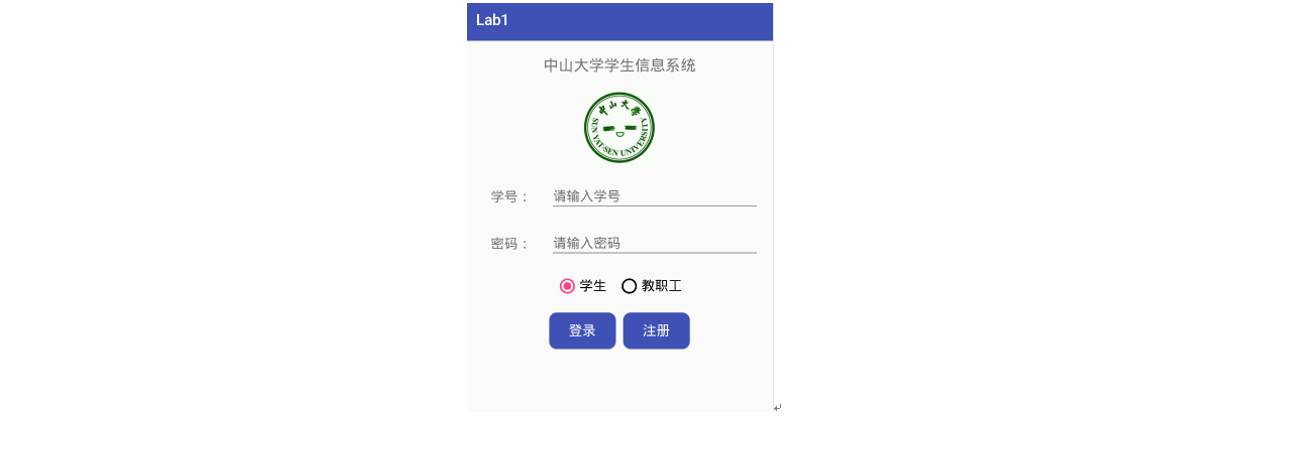 Lab1
中山大学学生信息系统
中山大學
SUN YAT-SEN UNIVERSITY
学号： 请输入学号
密码： 请输入密码
学生 教职工
登录 注册